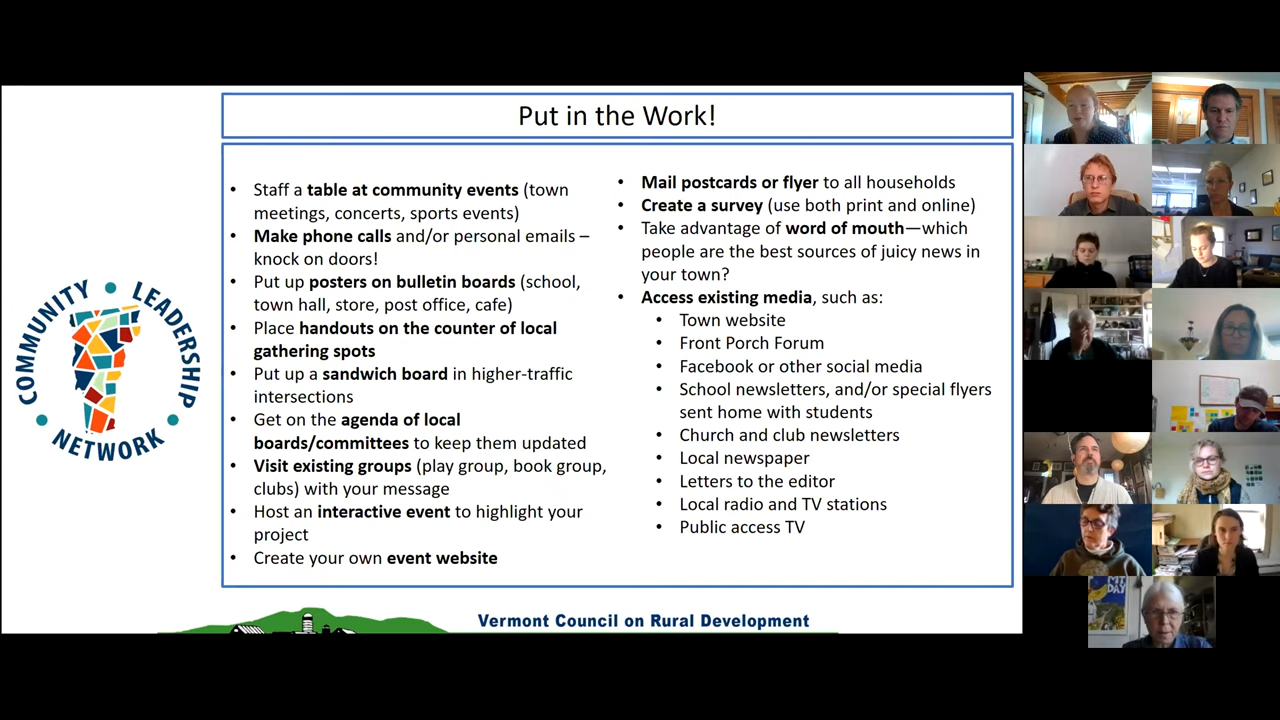 Put in the Work!
COMMUNITY LEADERSHIP
NETWORK
• Staff a table at community events (town
meetings, concerts, sports events)
• Make phone calls and/or personal emails –
knock on doors!
• Put up posters on bulletin boards (school,
town hall, store, post office, cafe)
• Place handouts on the counter of local
gathering spots
• Put up a sandwich board in higher-traffic
intersections
• Get on the agenda of local
boards/committees to keep them updated
• Visit existing groups (play group, book group,
clubs) with your message
• Host an interactive event to highlight your
project
• Create your own event website
• Mail postcards or flyer to all households
• Create a survey (use both print and online)
• Take advantage of word of mouth—which
people are the best sources of juicy news in
your town?
• Access existing media, such as:
• Town website
• Front Porch Forum
• Facebook or other social media
• School newsletters, and/or special flyers
sent home with students
• Church and club newsletters
• Local newspaper
• Letters to the editor
• Local radio and TV stations
• Public access TV
Vermont Council on Rural Development
DAY